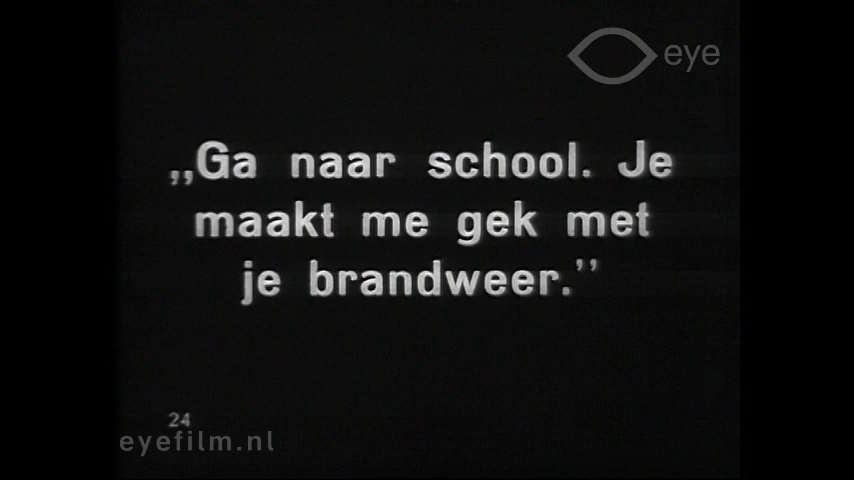 eye
„Ga naar school. Je
maakt me gek met
je brandweer.”
24
eyefilm.nl